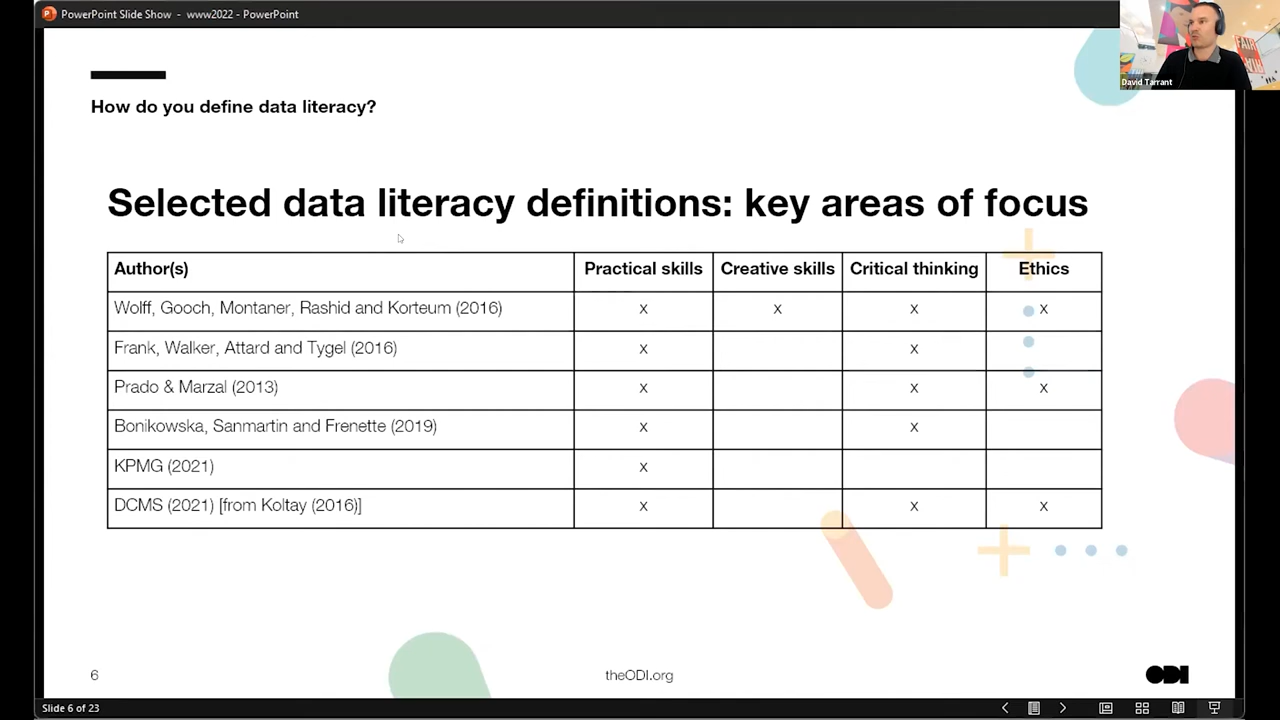 PowerPoint Slide Show - www2022 - PowerPoint
David Tarrant
How do you define data literacy?
Selected data literacy definitions: key areas of focus
Author(s) Practical skills Creative skills Critical thinking Ethics
Wolff, Gooch, Montaner, Rashid and Korteum (2016) x x x x
Frank, Walker, Attard and Tygel (2016) x x
Prado & Marzal (2013) x x x
Bonikowska, Sanmartin and Frenette (2019) x x
KPMG (2021) x
DCMS (2021) [from Koltay (2016)] x x x
6 theODI.org ODI
Slide 6 of 23